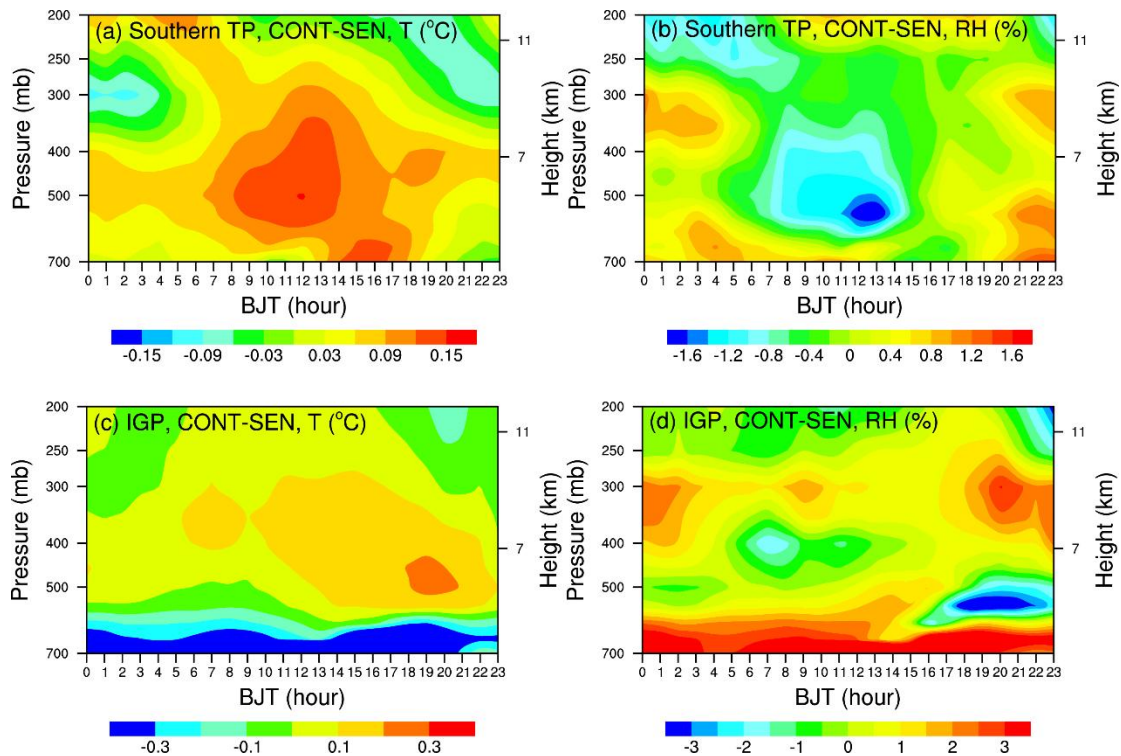 (a) Southern TP, CONT-SEN, T (°C)
Pressure (mb)
200
250
300
400
500
700
Height (km)
11
7
0 1 2 3 4 5 6 7 8 9 10 11 12 13 14 15 16 17 18 19 20 21 22 23
BJT (hour)
-0.15 -0.09 -0.03 0.03 0.09 0.15
(b) Southern TP, CONT-SEN, RH (%)
Pressure (mb)
200
250
300
400
500
700
Height (km)
11
7
0 1 2 3 4 5 6 7 8 9 10 11 12 13 14 15 16 17 18 19 20 21 22 23
BJT (hour)
-1.6 -1.2 -0.8 -0.4 0 0.4 0.8 1.2 1.6
(c) IGP, CONT-SEN, T (°C)
Pressure (mb)
200
250
300
400
500
700
Height (km)
11
7
0 1 2 3 4 5 6 7 8 9 10 11 12 13 14 15 16 17 18 19 20 21 22 23
BJT (hour)
-0.3 -0.1 0.1 0.3
(d) IGP, CONT-SEN, RH (%)
Pressure (mb)
200
250
300
400
500
700
Height (km)
11
7
0 1 2 3 4 5 6 7 8 9 10 11 12 13 14 15 16 17 18 19 20 21 22 23
BJT (hour)
-3 -2 -1 0 1 2 3